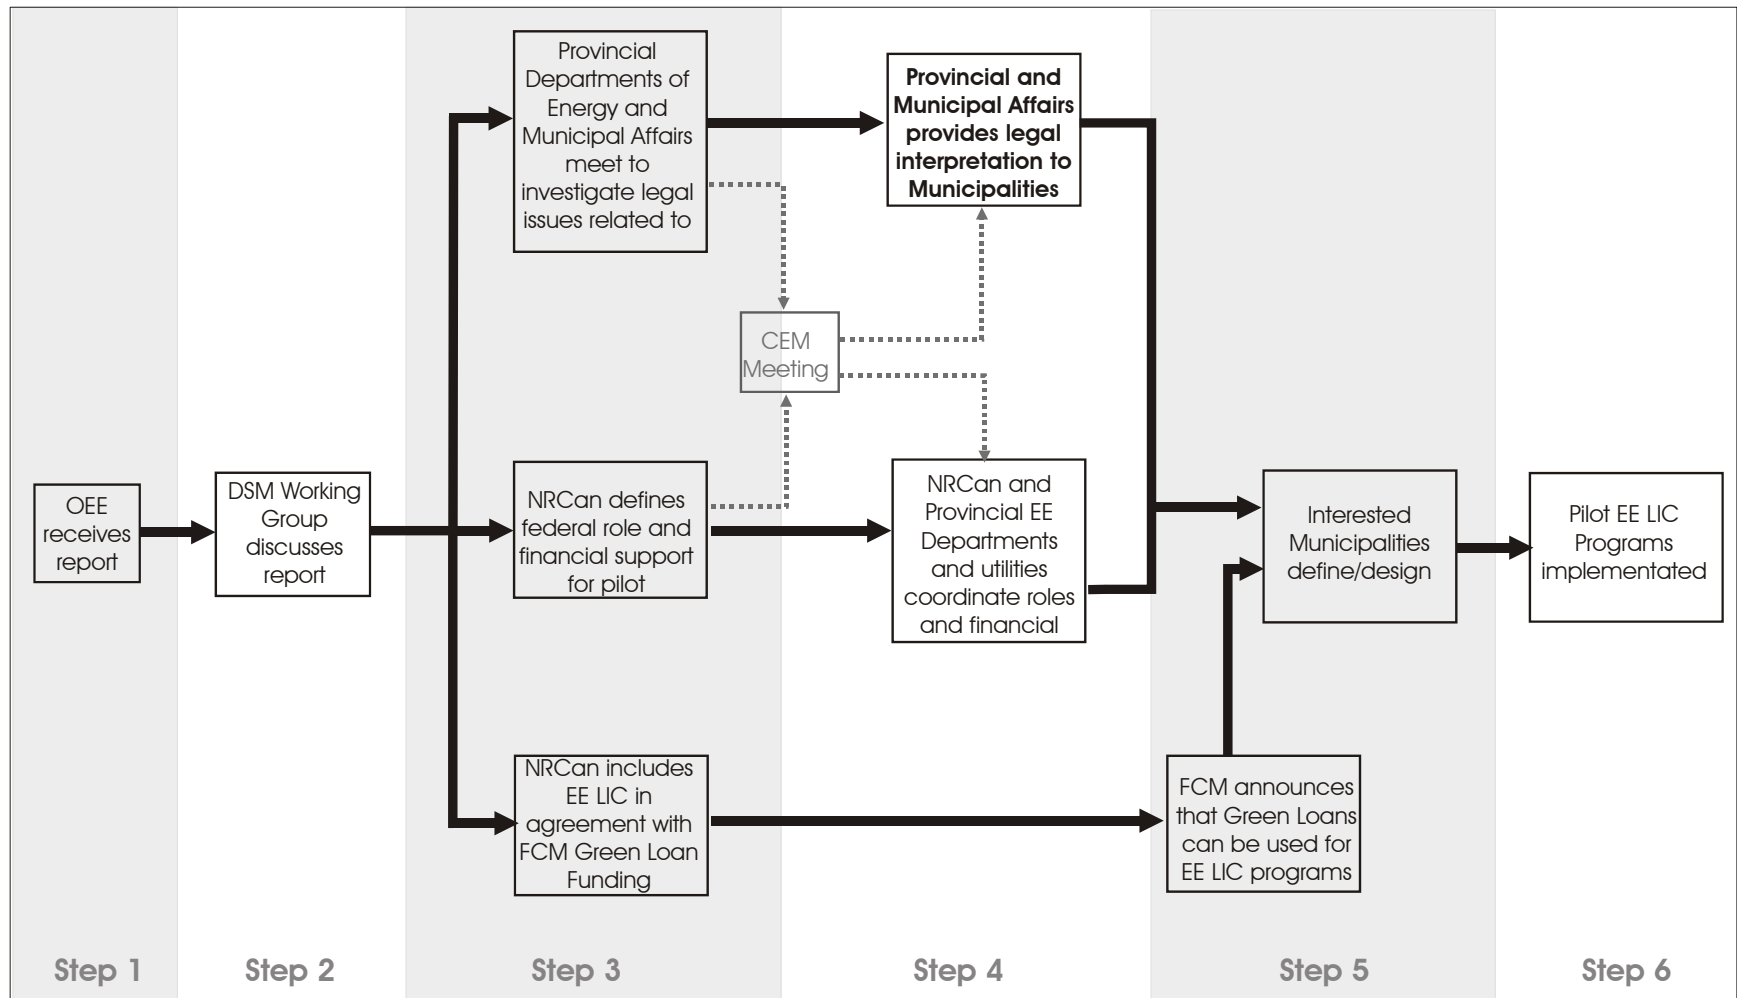 OEE
receives
report
DSM Working
Group
discusses
report
Provincial
Departments of
Energy and
Municipal Affairs
meet to
investigate legal
issues related to
NRCan defines
federal role and
financial support
for pilot
NRCan includes
EE LIC in
agreement with
FCM Green Loan
Funding
CEM
Meeting
Provincial and
Municipal Affairs
provides legal
interpretation to
Municipalities
NRCan and
Provincial EE
Departments
and utilities
coordinate roles
and financial
Interested
Municipalities
define/design
FCM announces
that Green Loans
can be used for
EE LIC programs
Pilot EE LIC
Programs
implementated
Step 1
Step 2
Step 3
Step 4
Step 5
Step 6